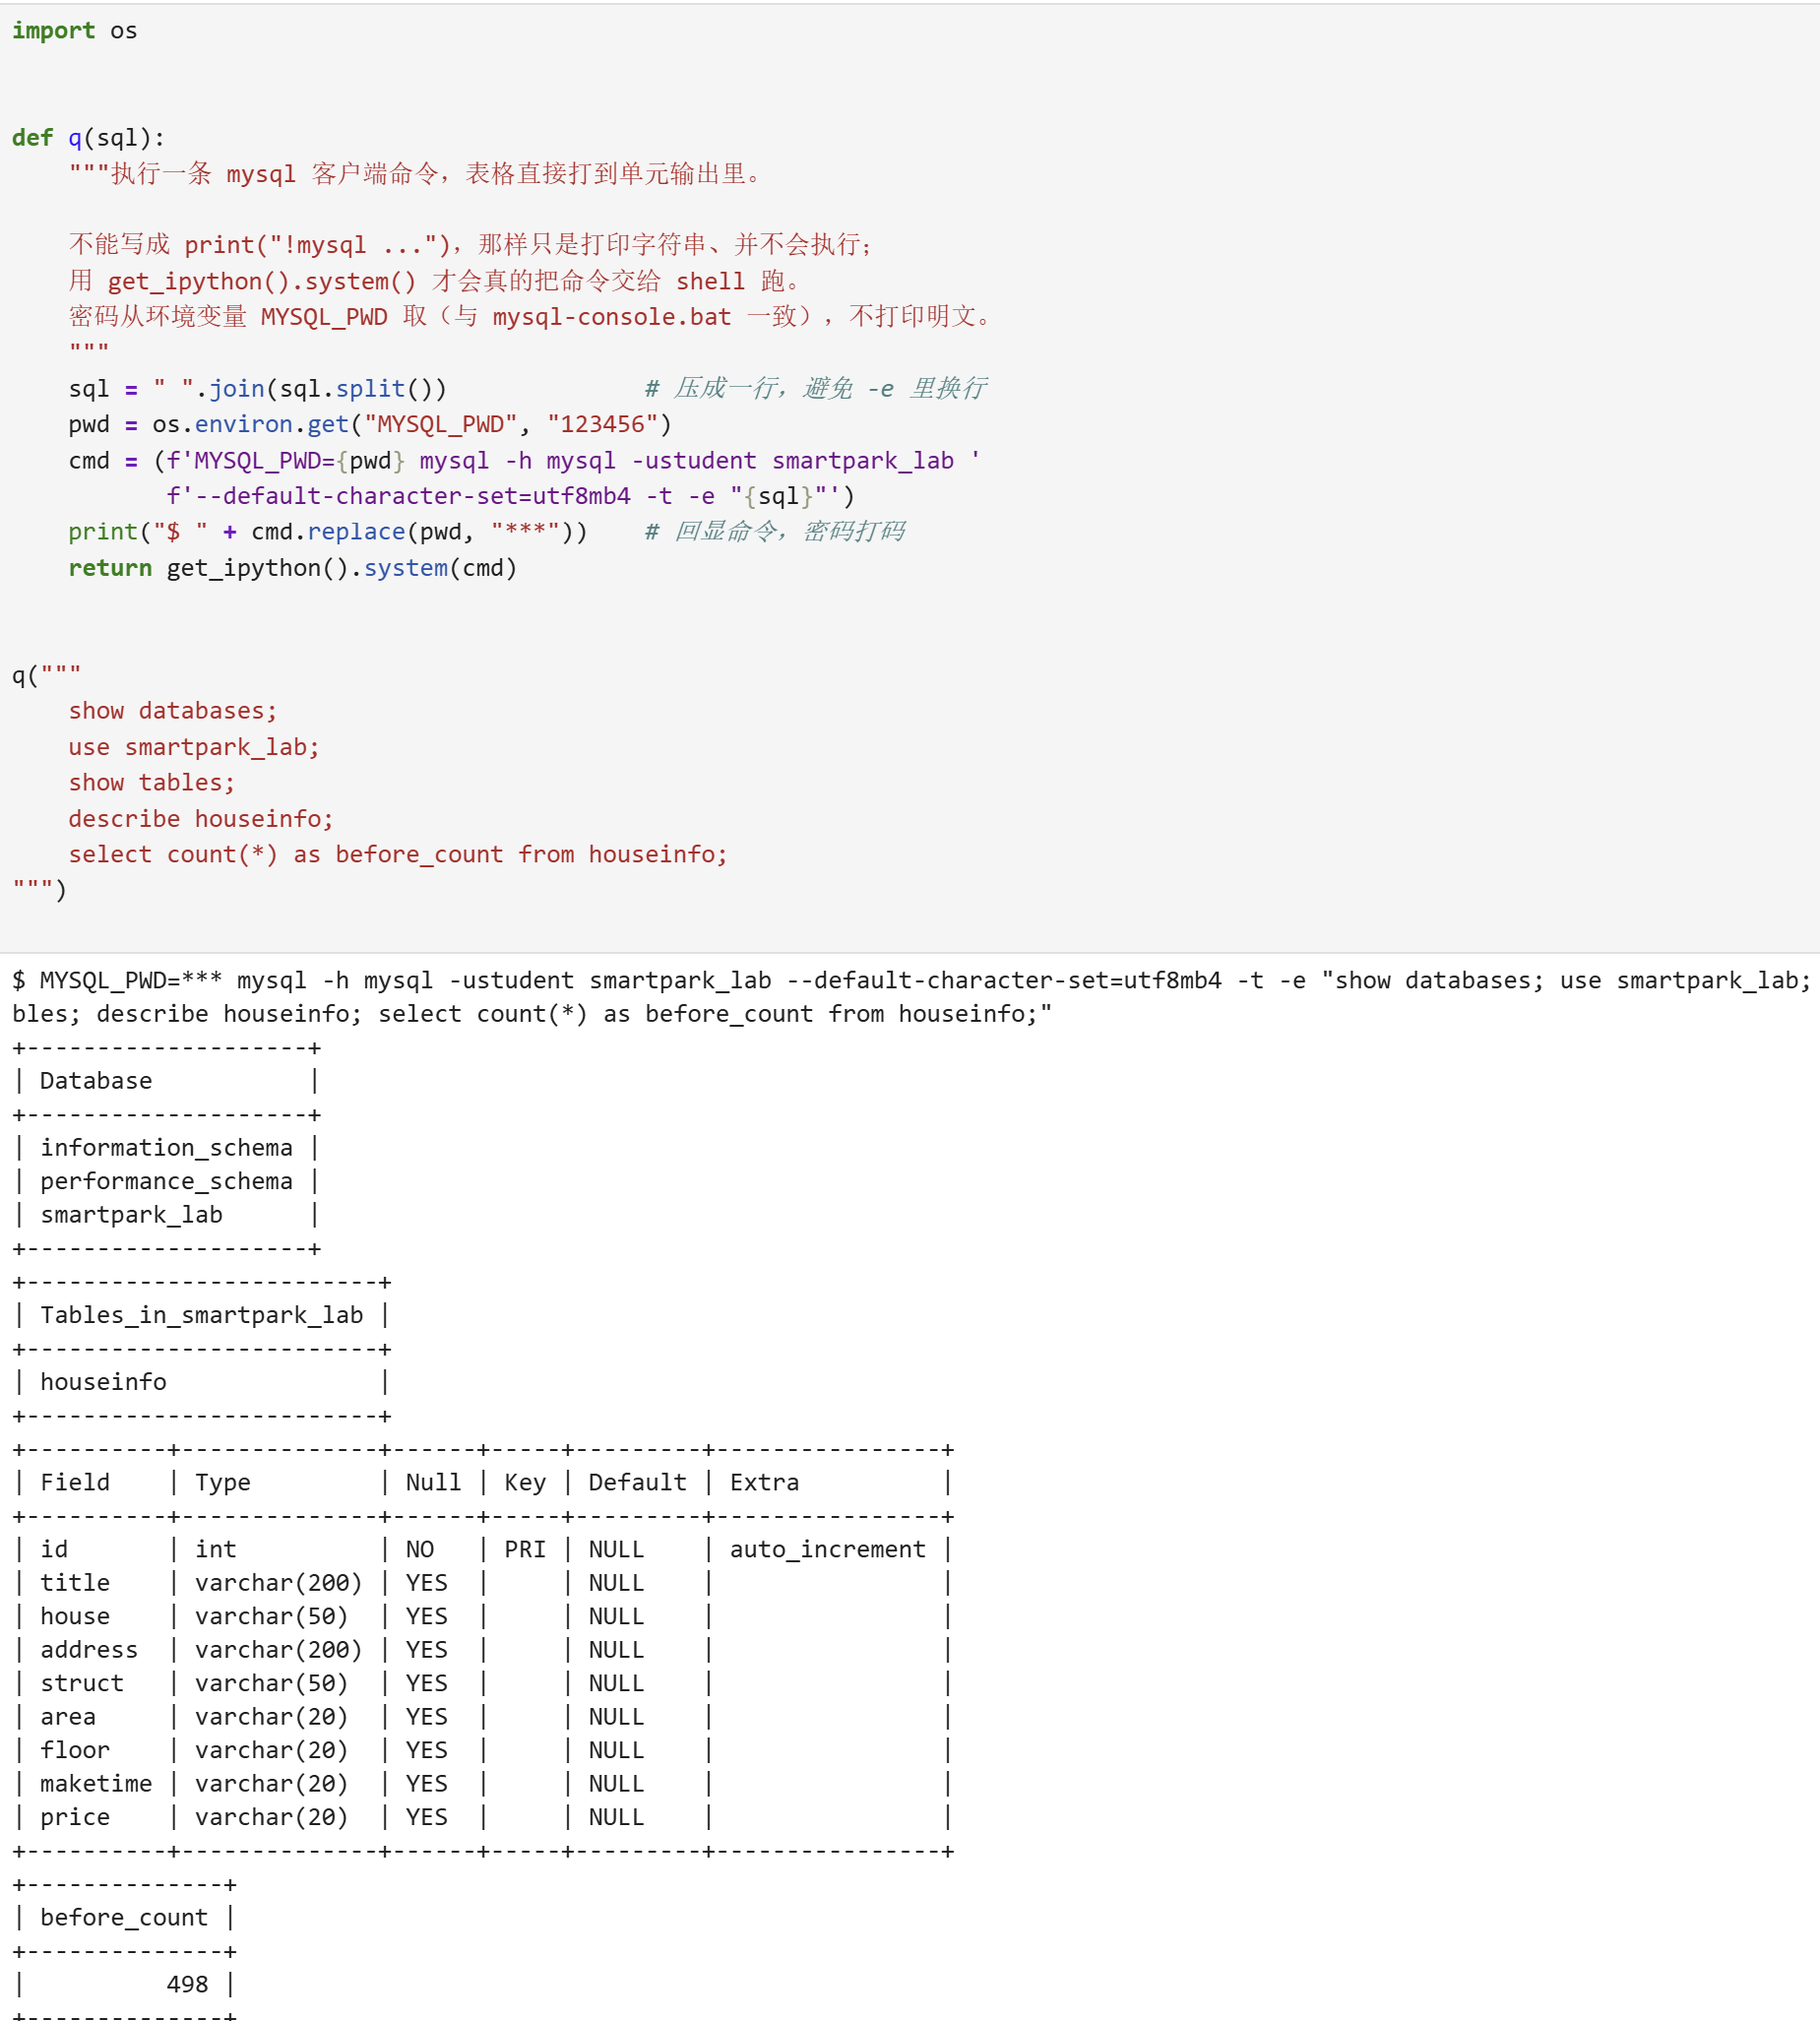 import os
def q(sql):
    """执行一条 mysql 客户端命令，表格直接打到单元输出里。
    不能写成 print("!mysql ...")，那样只是打印字符串、并不会执行；
    用 get_ipython().system() 才会真的把命令交给 shell 跑。
    密码从环境变量 MYSQL_PWD 取（与 mysql-console.bat 一致），不打印明文。
    """
    sql = " ".join(sql.split())              # 压成一行，避免 -e 里换行
    pwd = os.environ.get("MYSQL_PWD", "123456")
    cmd = (f'MYSQL_PWD={pwd} mysql -h mysql -ustudent smartpark_lab '
           f'--default-character-set=utf8mb4 -t -e "{sql}"')
    print("$ " + cmd.replace(pwd, "***"))    # 回显命令，密码打码
    return get_ipython().system(cmd)
q("""
    show databases;
    use smartpark_lab;
    show tables;
    describe houseinfo;
    select count(*) as before_count from houseinfo;
""")
$ MYSQL_PWD=*** mysql -h mysql -ustudent smartpark_lab --default-character-set=utf8mb4 -t -e "show databases; use smartpark_lab;
bles; describe houseinfo; select count(*) as before_count from houseinfo;"
+--------------------+
| Database           |
+--------------------+
| information_schema |
| performance_schema |
| smartpark_lab      |
+--------------------+
+-------------------------+
| Tables_in_smartpark_lab |
+-------------------------+
| houseinfo               |
+-------------------------+
+----------+--------------+------+-----+---------+----------------+
| Field    | Type         | Null | Key | Default | Extra          |
+----------+--------------+------+-----+---------+----------------+
| id       | int          | NO   | PRI | NULL    | auto_increment |
| title    | varchar(200) | YES  |     | NULL    |                |
| house    | varchar(50)  | YES  |     | NULL    |                |
| address  | varchar(200) | YES  |     | NULL    |                |
| struct   | varchar(50)  | YES  |     | NULL    |                |
| area     | varchar(20)  | YES  |     | NULL    |                |
| floor    | varchar(20)  | YES  |     | NULL    |                |
| maketime | varchar(20)  | YES  |     | NULL    |                |
| price    | varchar(20)  | YES  |     | NULL    |                |
+----------+--------------+------+-----+---------+----------------+
+--------------+
| before_count |
+--------------+
|          498 |
+--------------+